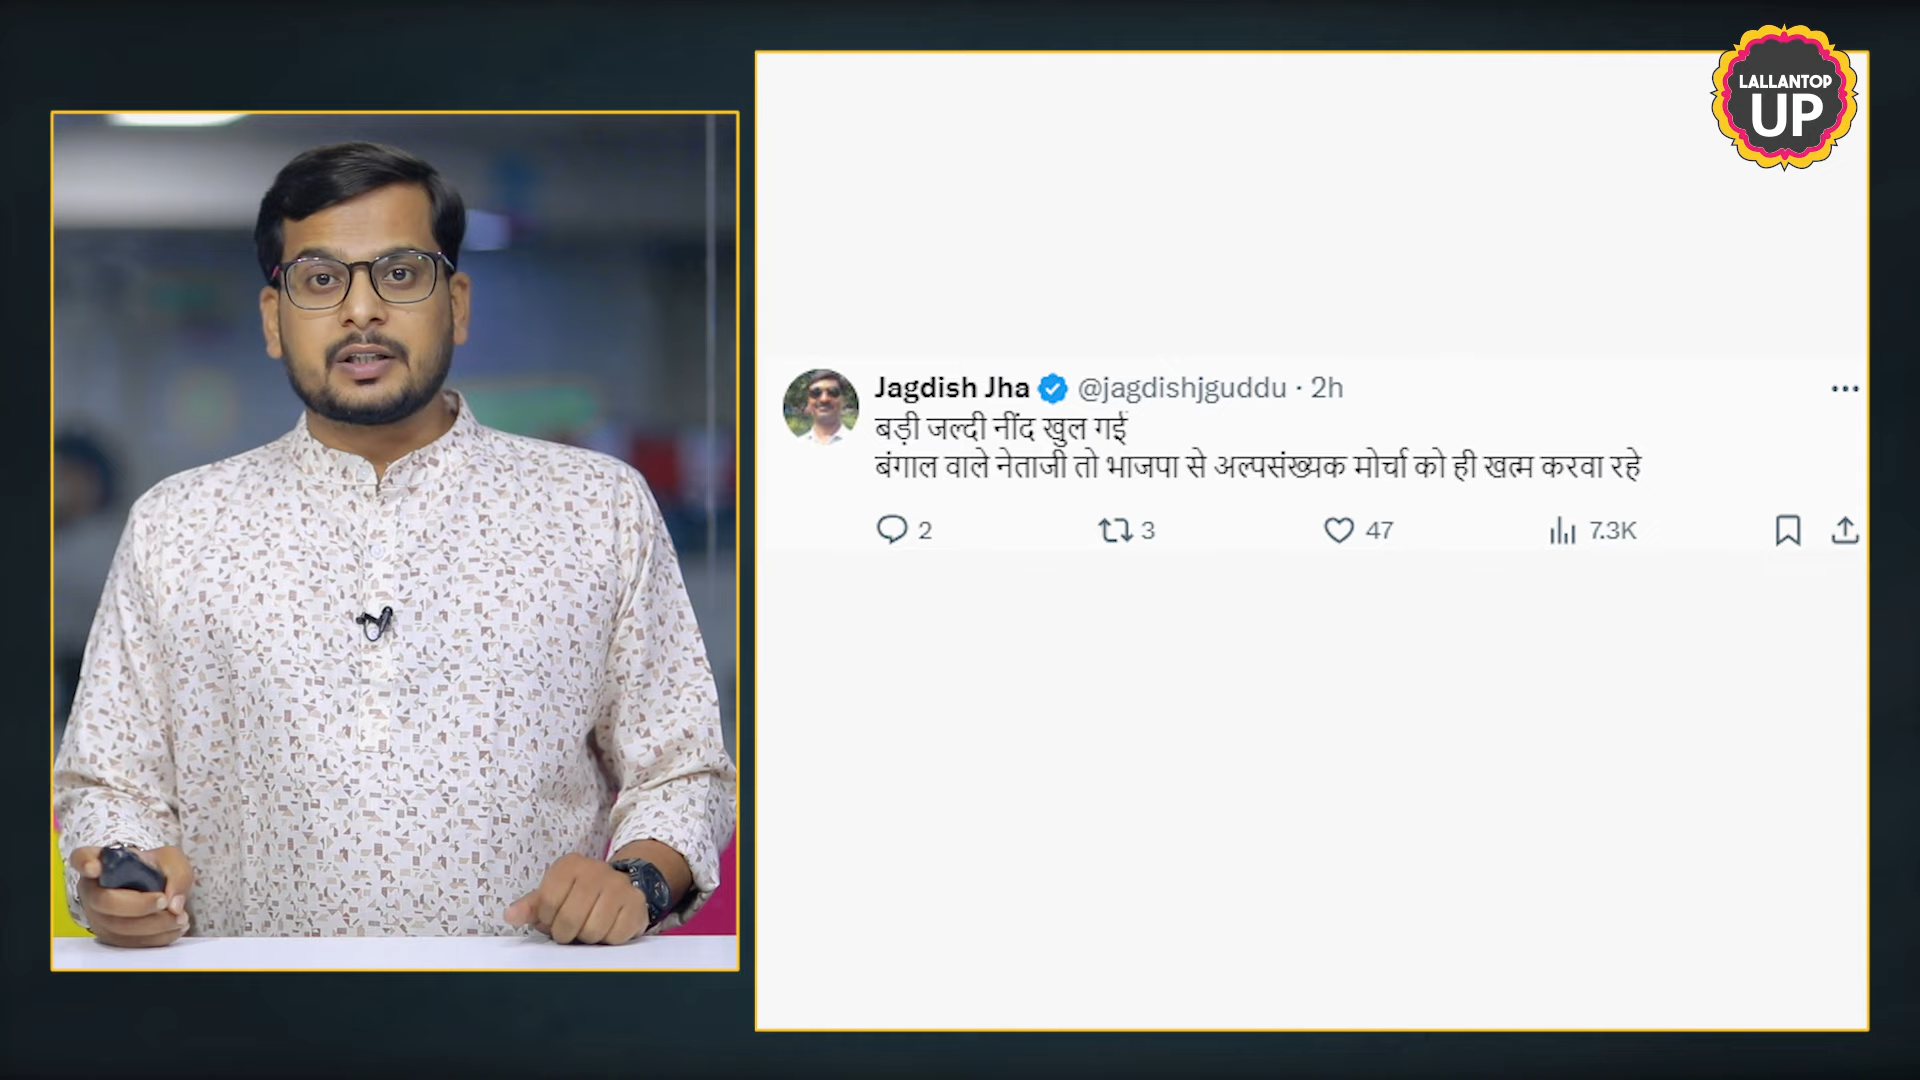 LALLANTOP
UP
Jagdish Jha @jagdishjguddu · 2h
बड़ी जल्दी नींद खुल गई
बंगाल वाले नेताजी तो भाजपा से अल्पसंख्यक मोर्चा को ही खत्म करवा रहे
2 3 47 7.3K